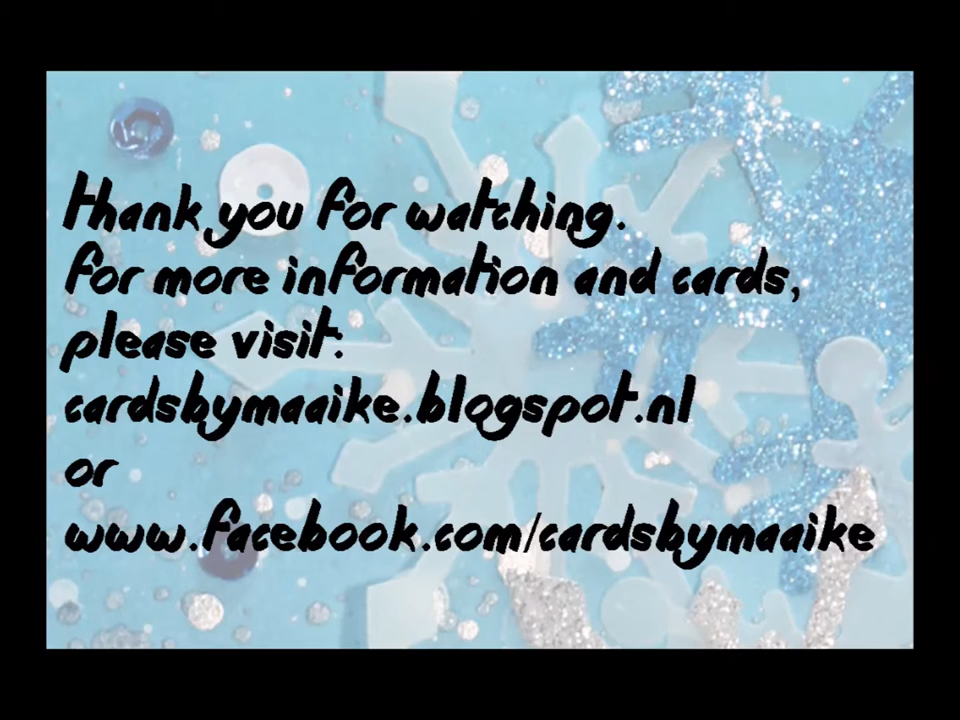 Thank you for watching.
For more information and cards,
please visit:
cardsbymaaike.blogspot.nl
or
www.facebook.com/cardsbymaaike